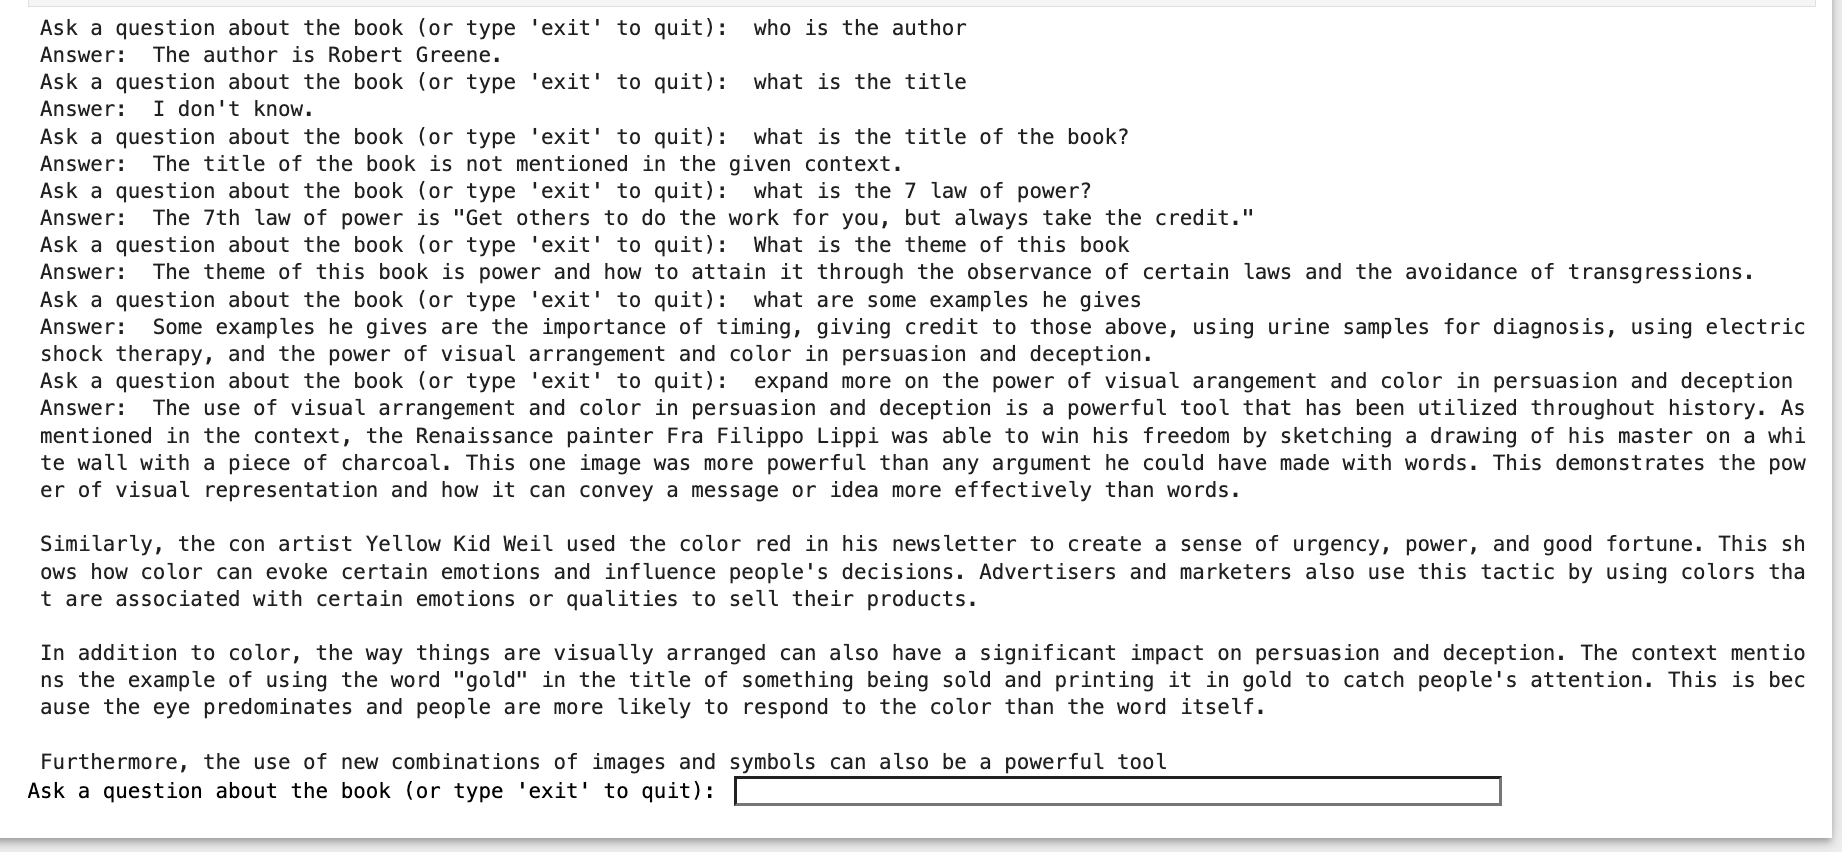 Ask a question about the book (or type 'exit' to quit):  who is the author
Answer:  The author is Robert Greene.
Ask a question about the book (or type 'exit' to quit):  what is the title
Answer:  I don't know.
Ask a question about the book (or type 'exit' to quit):  what is the title of the book?
Answer:  The title of the book is not mentioned in the given context.
Ask a question about the book (or type 'exit' to quit):  what is the 7 law of power?
Answer:  The 7th law of power is "Get others to do the work for you, but always take the credit."
Ask a question about the book (or type 'exit' to quit):  What is the theme of this book
Answer:  The theme of this book is power and how to attain it through the observance of certain laws and the avoidance of transgressions.
Ask a question about the book (or type 'exit' to quit):  what are some examples he gives
Answer:  Some examples he gives are the importance of timing, giving credit to those above, using urine samples for diagnosis, using electric
shock therapy, and the power of visual arrangement and color in persuasion and deception.
Ask a question about the book (or type 'exit' to quit):  expand more on the power of visual arangement and color in persuasion and deception
Answer:  The use of visual arrangement and color in persuasion and deception is a powerful tool that has been utilized throughout history. As
mentioned in the context, the Renaissance painter Fra Filippo Lippi was able to win his freedom by sketching a drawing of his master on a whi
te wall with a piece of charcoal. This one image was more powerful than any argument he could have made with words. This demonstrates the pow
er of visual representation and how it can convey a message or idea more effectively than words.

Similarly, the con artist Yellow Kid Weil used the color red in his newsletter to create a sense of urgency, power, and good fortune. This sh
ows how color can evoke certain emotions and influence people's decisions. Advertisers and marketers also use this tactic by using colors tha
t are associated with certain emotions or qualities to sell their products.

In addition to color, the way things are visually arranged can also have a significant impact on persuasion and deception. The context mentio
ns the example of using the word "gold" in the title of something being sold and printing it in gold to catch people's attention. This is bec
ause the eye predominates and people are more likely to respond to the color than the word itself.

Furthermore, the use of new combinations of images and symbols can also be a powerful tool
Ask a question about the book (or type 'exit' to quit):